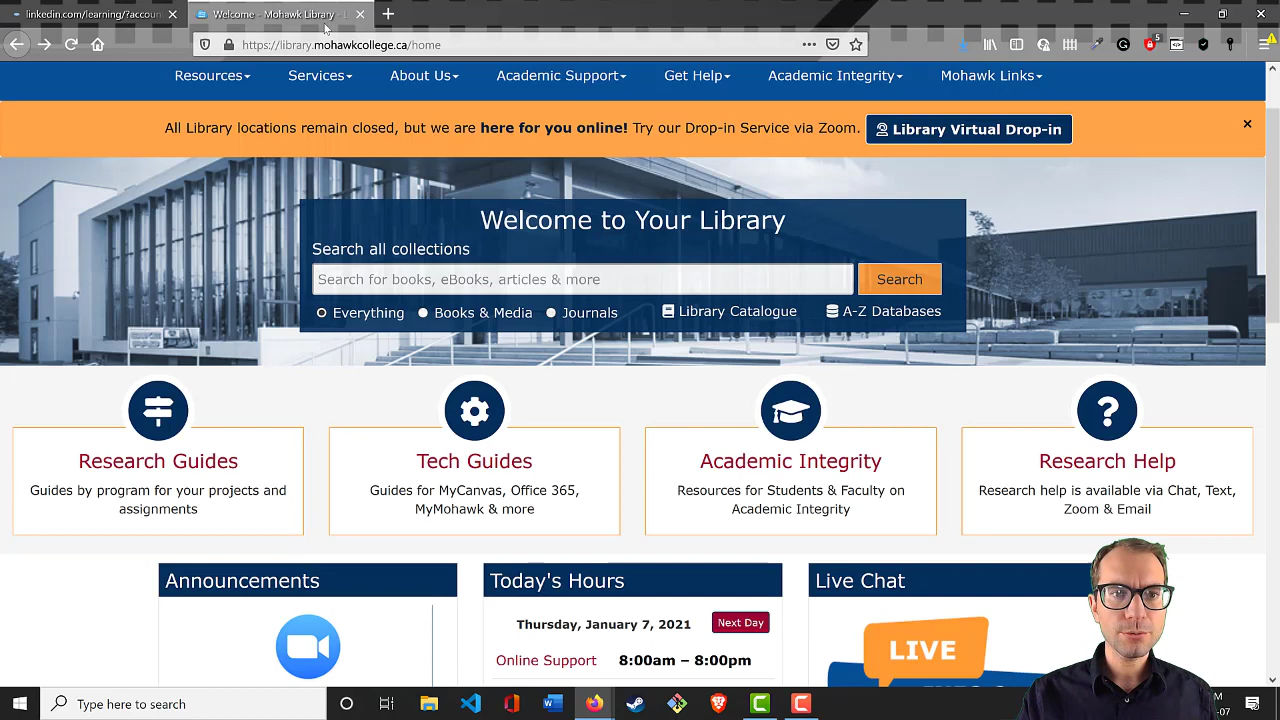 linkedin.com/learning/?accoun
Welcome - Mohawk Library - L
https://library.mohawkcollege.ca/home
5
Resources
Services
About Us
Academic Support
Get Help
Academic Integrity
Mohawk Links
All Library locations remain closed, but we are here for you online! Try our Drop-in Service via Zoom.
Library Virtual Drop-in
Welcome to Your Library
Search all collections
Search for books, eBooks, articles & more
Search
Everything
Books & Media
Journals
Library Catalogue
A-Z Databases
Research Guides
Guides by program for your projects and
assignments
Tech Guides
Guides for MyCanvas, Office 365,
MyMohawk & more
Academic Integrity
Resources for Students & Faculty on
Academic Integrity
Research Help
Research help is available via Chat, Text,
Zoom & Email
Announcements
Today's Hours
Thursday, January 7, 2021
Next Day
Online Support
8:00am – 8:00pm
Live Chat
LIVE
Type here to search
M
-07